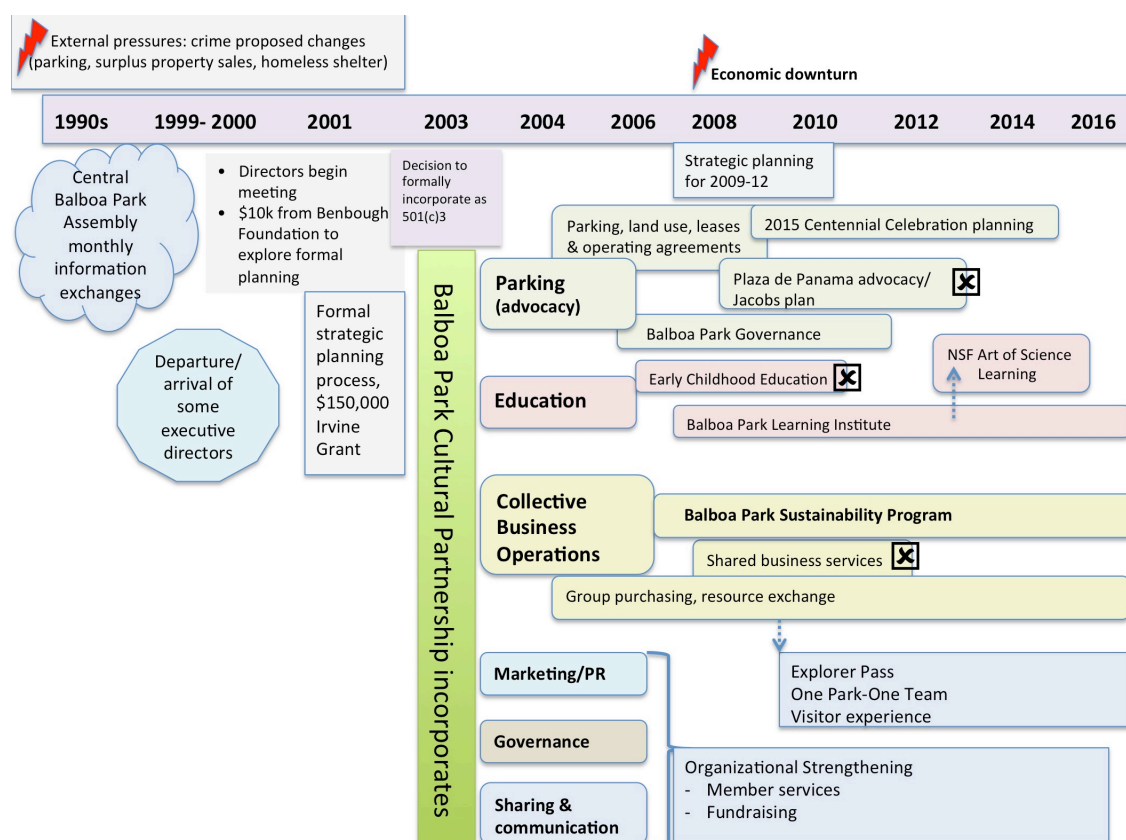 External pressures: crime proposed changes
(parking, surplus property sales, homeless shelter)
Economic downturn
1990s 1999- 2000 2001 2003 2004 2006 2008 2010 2012 2014 2016
Central
Balboa Park
Assembly
monthly
information
exchanges
• Directors begin
meeting
• $10k from Benbough
Foundation to
explore formal
planning
Decision to
formally
incorporate as
501(c)3
Strategic planning
for 2009-12
Departure/
arrival of
some
executive
directors
Formal
strategic
planning
process,
$150,000
Irvine
Grant
Balboa Park Cultural Partnership incorporates
Parking, land use, leases
& operating agreements
2015 Centennial Celebration planning
Parking
(advocacy)
Plaza de Panama advocacy/
Jacobs plan
Balboa Park Governance
Education
Early Childhood Education
NSF Art of Science
Learning
Balboa Park Learning Institute
Collective
Business
Operations
Balboa Park Sustainability Program
Shared business services
Group purchasing, resource exchange
Explorer Pass
One Park-One Team
Visitor experience
Marketing/PR
Governance
Sharing &
communication
Organizational Strengthening
- Member services
- Fundraising